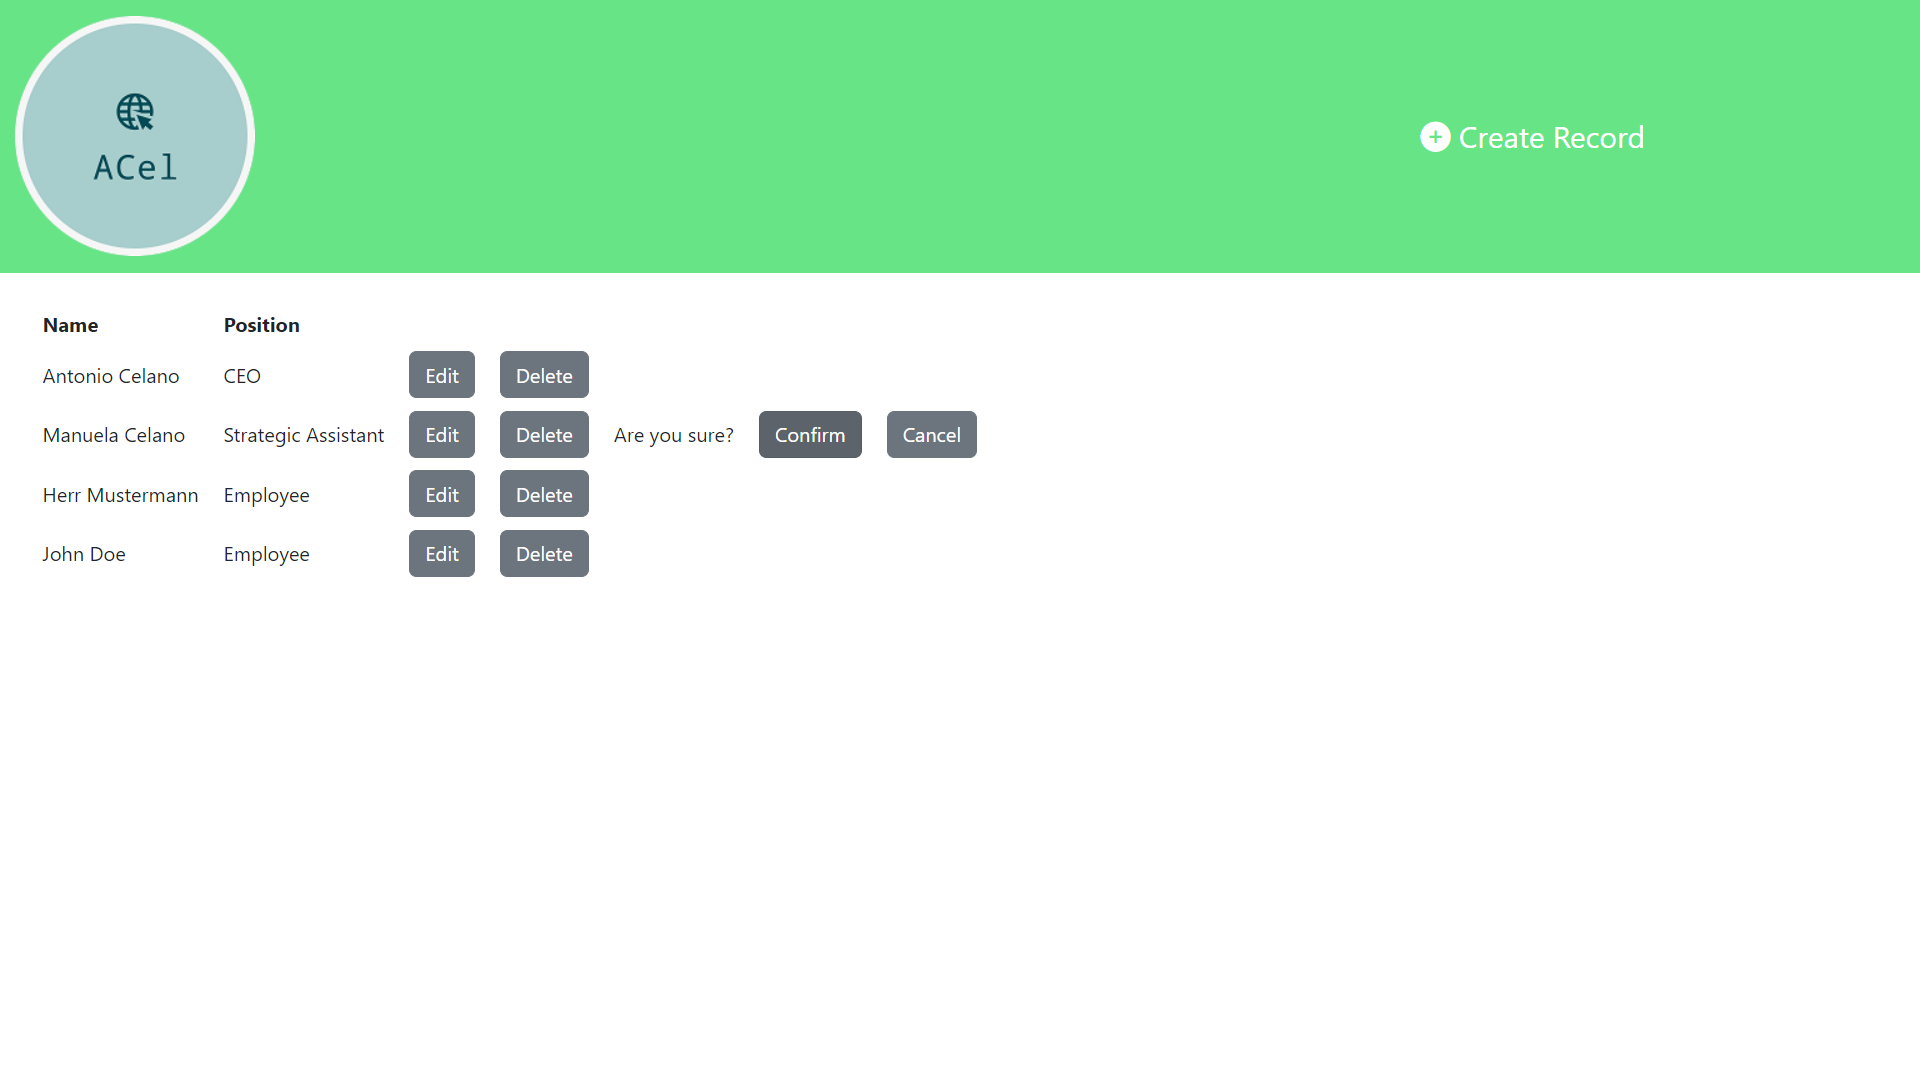 ACel
Create Record
Name Position
Antonio Celano CEO Edit Delete
Manuela Celano Strategic Assistant Edit Delete Are you sure? Confirm Cancel
Herr Mustermann Employee Edit Delete
John Doe Employee Edit Delete